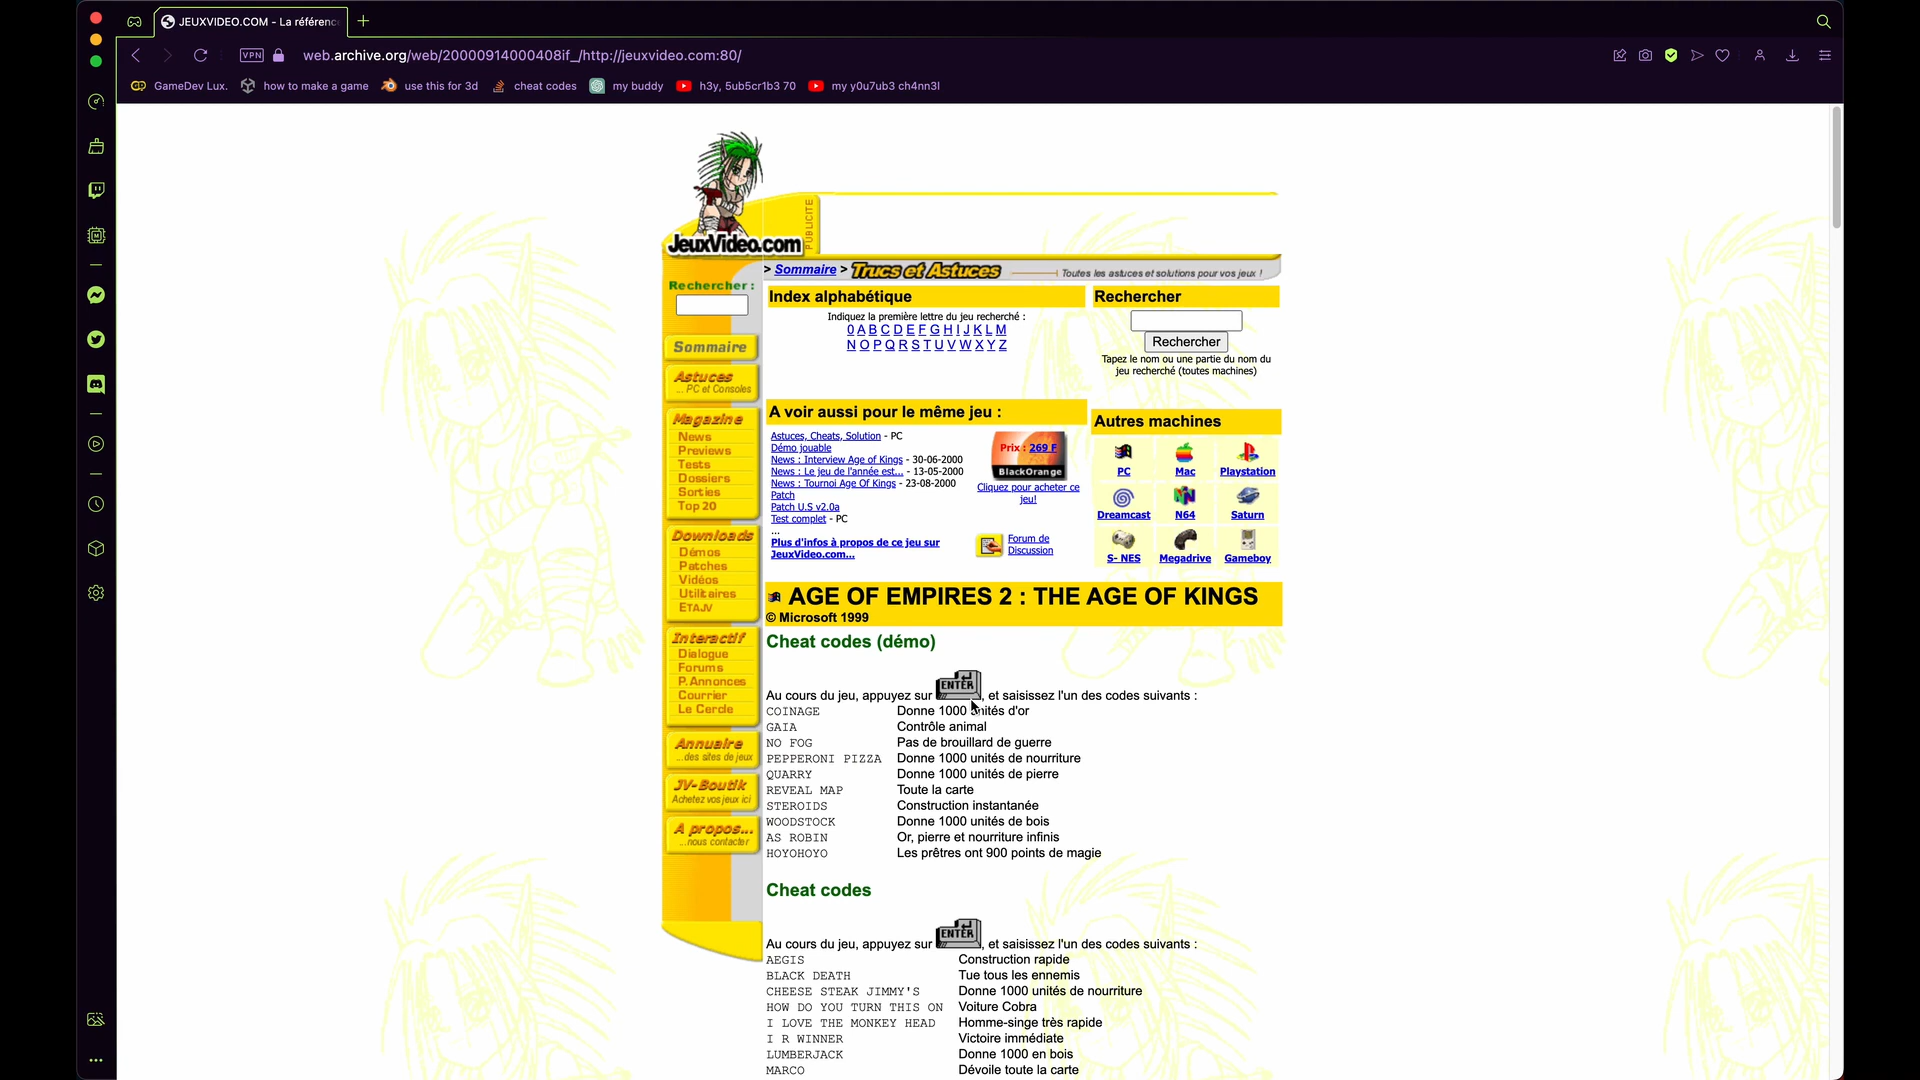 JEUXVIDEO.COM - La référenc
VPN
web.archive.org/web/20000914000408if_/http://jeuxvideo.com:80/
GameDev Lux. how to make a game use this for 3d cheat codes my buddy h3y, 5ub5cr1b3 70 my y0u7ub3 ch4nn3l
PUBLICITE
JeuxVideo.com
> Sommaire > Trucs et Astuces Toutes les astuces et solutions pour vos jeux !
Rechercher :
Sommaire
Astuces
... PC et Consoles
Magazine
News
Previews
Tests
Dossiers
Sorties
Top 20
Downloads
Démos
Patches
Vidéos
Utilitaires
ETAJV
Interactif
Dialogue
Forums
P.Annonces
Courrier
Le Cercle
Annuaire
...des sites de jeux
JV-Boutik
Achetez vos jeux ici
A propos...
...nous contacter
Index alphabétique
Indiquez la première lettre du jeu recherché :
0 A B C D E F G H I J K L M
N O P Q R S T U V W X Y Z
Rechercher
Rechercher
Tapez le nom ou une partie du nom du
jeu recherché (toutes machines)
A voir aussi pour le même jeu :
Astuces, Cheats, Solution - PC
Démo jouable
News : Interview Age of Kings - 30-06-2000
News : Le jeu de l'année est... - 13-05-2000
News : Tournoi Age Of Kings - 23-08-2000
Patch
Patch U.S v2.0a
Test complet - PC
...
Plus d'infos à propos de ce jeu sur
JeuxVideo.com...
Prix : 269 F
BlackOrange
Cliquez pour acheter ce
jeu!
Forum de
Discussion
Autres machines
PC Mac Playstation
Dreamcast N64 Saturn
S- NES Megadrive Gameboy
AGE OF EMPIRES 2 : THE AGE OF KINGS
© Microsoft 1999
Cheat codes (démo)
Au cours du jeu, appuyez sur ENTER, et saisissez l'un des codes suivants :
COINAGE Donne 1000 unités d'or
GAIA Contrôle animal
NO FOG Pas de brouillard de guerre
PEPPERONI PIZZA Donne 1000 unités de nourriture
QUARRY Donne 1000 unités de pierre
REVEAL MAP Toute la carte
STEROIDS Construction instantanée
WOODSTOCK Donne 1000 unités de bois
AS ROBIN Or, pierre et nourriture infinis
HOYOHOYO Les prêtres ont 900 points de magie
Cheat codes
Au cours du jeu, appuyez sur ENTER, et saisissez l'un des codes suivants :
AEGIS Construction rapide
BLACK DEATH Tue tous les ennemis
CHEESE STEAK JIMMY'S Donne 1000 unités de nourriture
HOW DO YOU TURN THIS ON Voiture Cobra
I LOVE THE MONKEY HEAD Homme-singe très rapide
I R WINNER Victoire immédiate
LUMBERJACK Donne 1000 en bois
MARCO Dévoile toute la carte